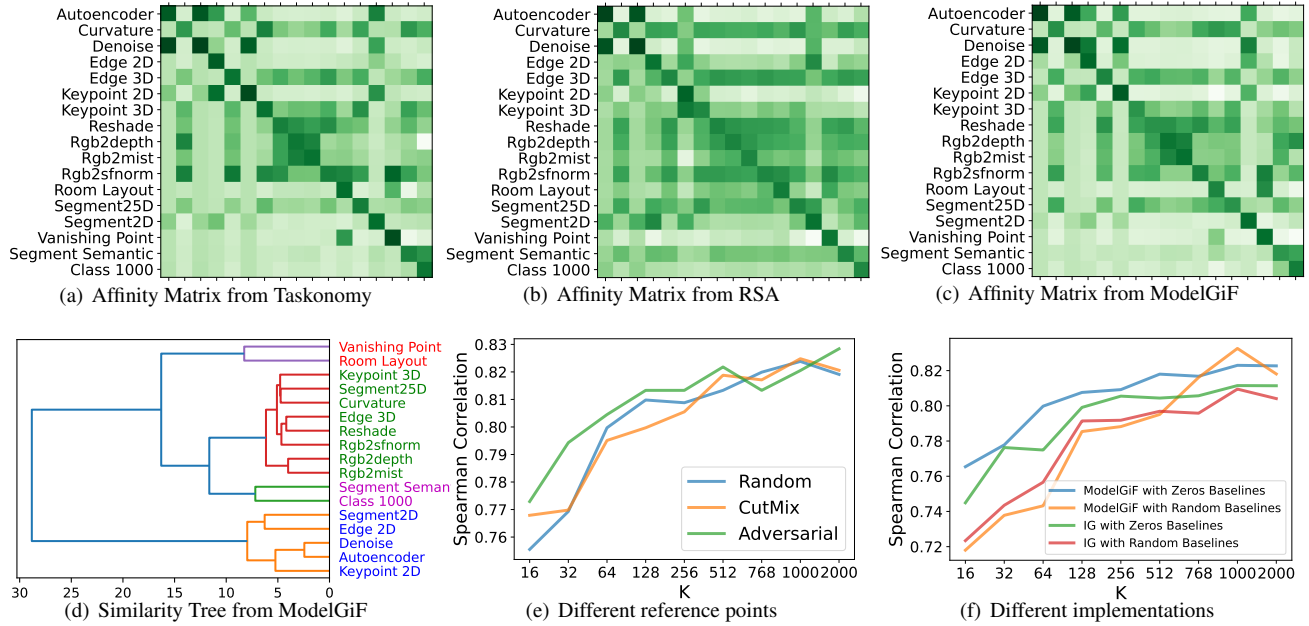 Autoencoder
Curvature
Denoise
Edge 2D
Edge 3D
Keypoint 2D
Keypoint 3D
Reshade
Rgb2depth
Rgb2mist
Rgb2sfnorm
Room Layout
Segment25D
Segment2D
Vanishing Point
Segment Semantic
Class 1000
(a) Affinity Matrix from Taskonomy
Autoencoder
Curvature
Denoise
Edge 2D
Edge 3D
Keypoint 2D
Keypoint 3D
Reshade
Rgb2depth
Rgb2mist
Rgb2sfnorm
Room Layout
Segment25D
Segment2D
Vanishing Point
Segment Semantic
Class 1000
(b) Affinity Matrix from RSA
Autoencoder
Curvature
Denoise
Edge 2D
Edge 3D
Keypoint 2D
Keypoint 3D
Reshade
Rgb2depth
Rgb2mist
Rgb2sfnorm
Room Layout
Segment25D
Segment2D
Vanishing Point
Segment Semantic
Class 1000
(c) Affinity Matrix from ModelGiF
Vanishing Point
Room Layout
Keypoint 3D
Segment25D
Curvature
Edge 3D
Reshade
Rgb2sfnorm
Rgb2depth
Rgb2mist
Segment Seman
Class 1000
Segment2D
Edge 2D
Denoise
Autoencoder
Keypoint 2D
30 25 20 15 10 5 0
(d) Similarity Tree from ModelGiF
Spearman Correlation
0.83
0.82
0.81
0.80
0.79
0.78
0.77
0.76
Random
CutMix
Adversarial
16 32 64 128 256 512 768 1000 2000
K
(e) Different reference points
Spearman Correlation
0.82
0.80
0.78
0.76
0.74
0.72
ModelGiF with Zeros Baselines
ModelGiF with Random Baselines
IG with Zeros Baselines
IG with Random Baselines
16 32 64 128 256 512 768 1000 2000
K
(f) Different implementations